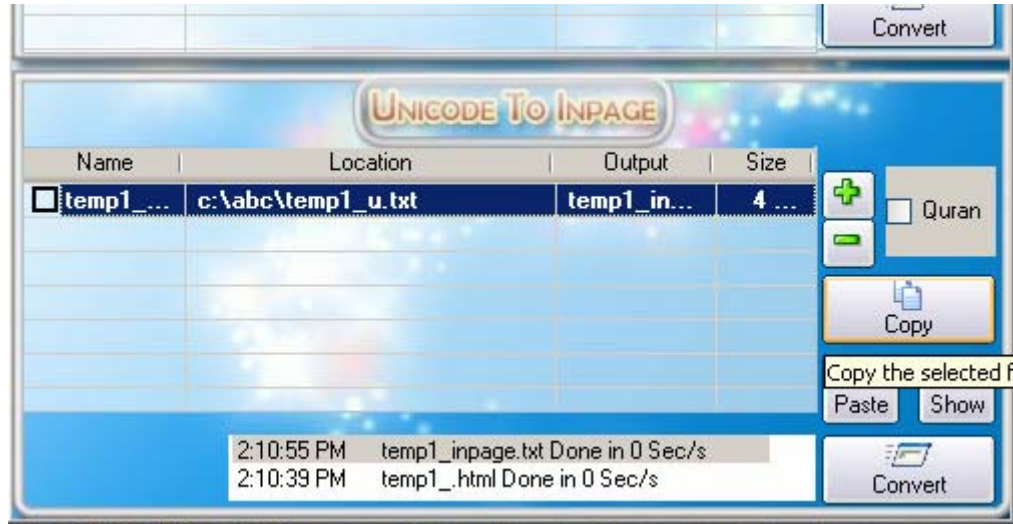 Convert
UNICODE TO INPAGE
Name Location Output Size
temp1_... c:\abc\temp1_u.txt temp1_in... 4 ...
Quran
Copy
Copy the selected f
Paste Show
2:10:55 PM temp1_inpage.txt Done in 0 Sec/s
2:10:39 PM temp1_.html Done in 0 Sec/s
Convert